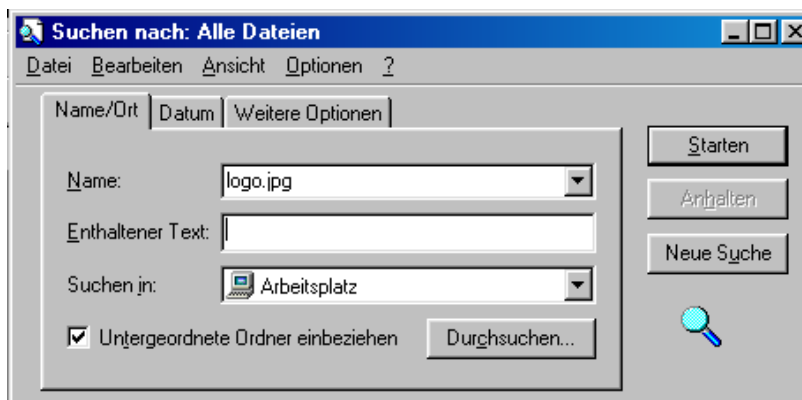 Suchen nach: Alle Dateien
Datei Bearbeiten Ansicht Optionen ?
Name/Ort Datum Weitere Optionen
Name: logo.jpg
Enthaltener Text:
Suchen in: Arbeitsplatz
Untergeordnete Ordner einbeziehen Durchsuchen...
Starten
Anhalten
Neue Suche